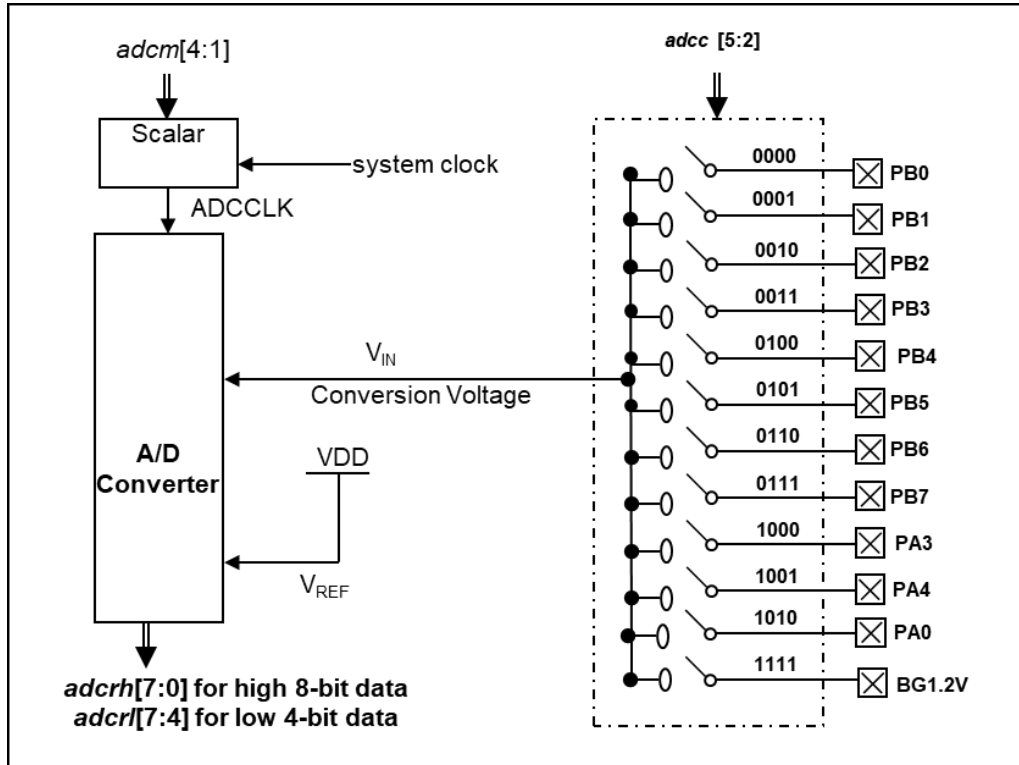 adcm[4:1]
adcc [5:2]
Scalar
system clock
ADCCLK
0000 PB0
0001 PB1
0010 PB2
0011 PB3
0100 PB4
0101 PB5
0110 PB6
0111 PB7
1000 PA3
1001 PA4
1010 PA0
1111 BG1.2V
VIN
Conversion Voltage
A/D
Converter
VDD
VREF
adcrh[7:0] for high 8-bit data
adcrl[7:4] for low 4-bit data